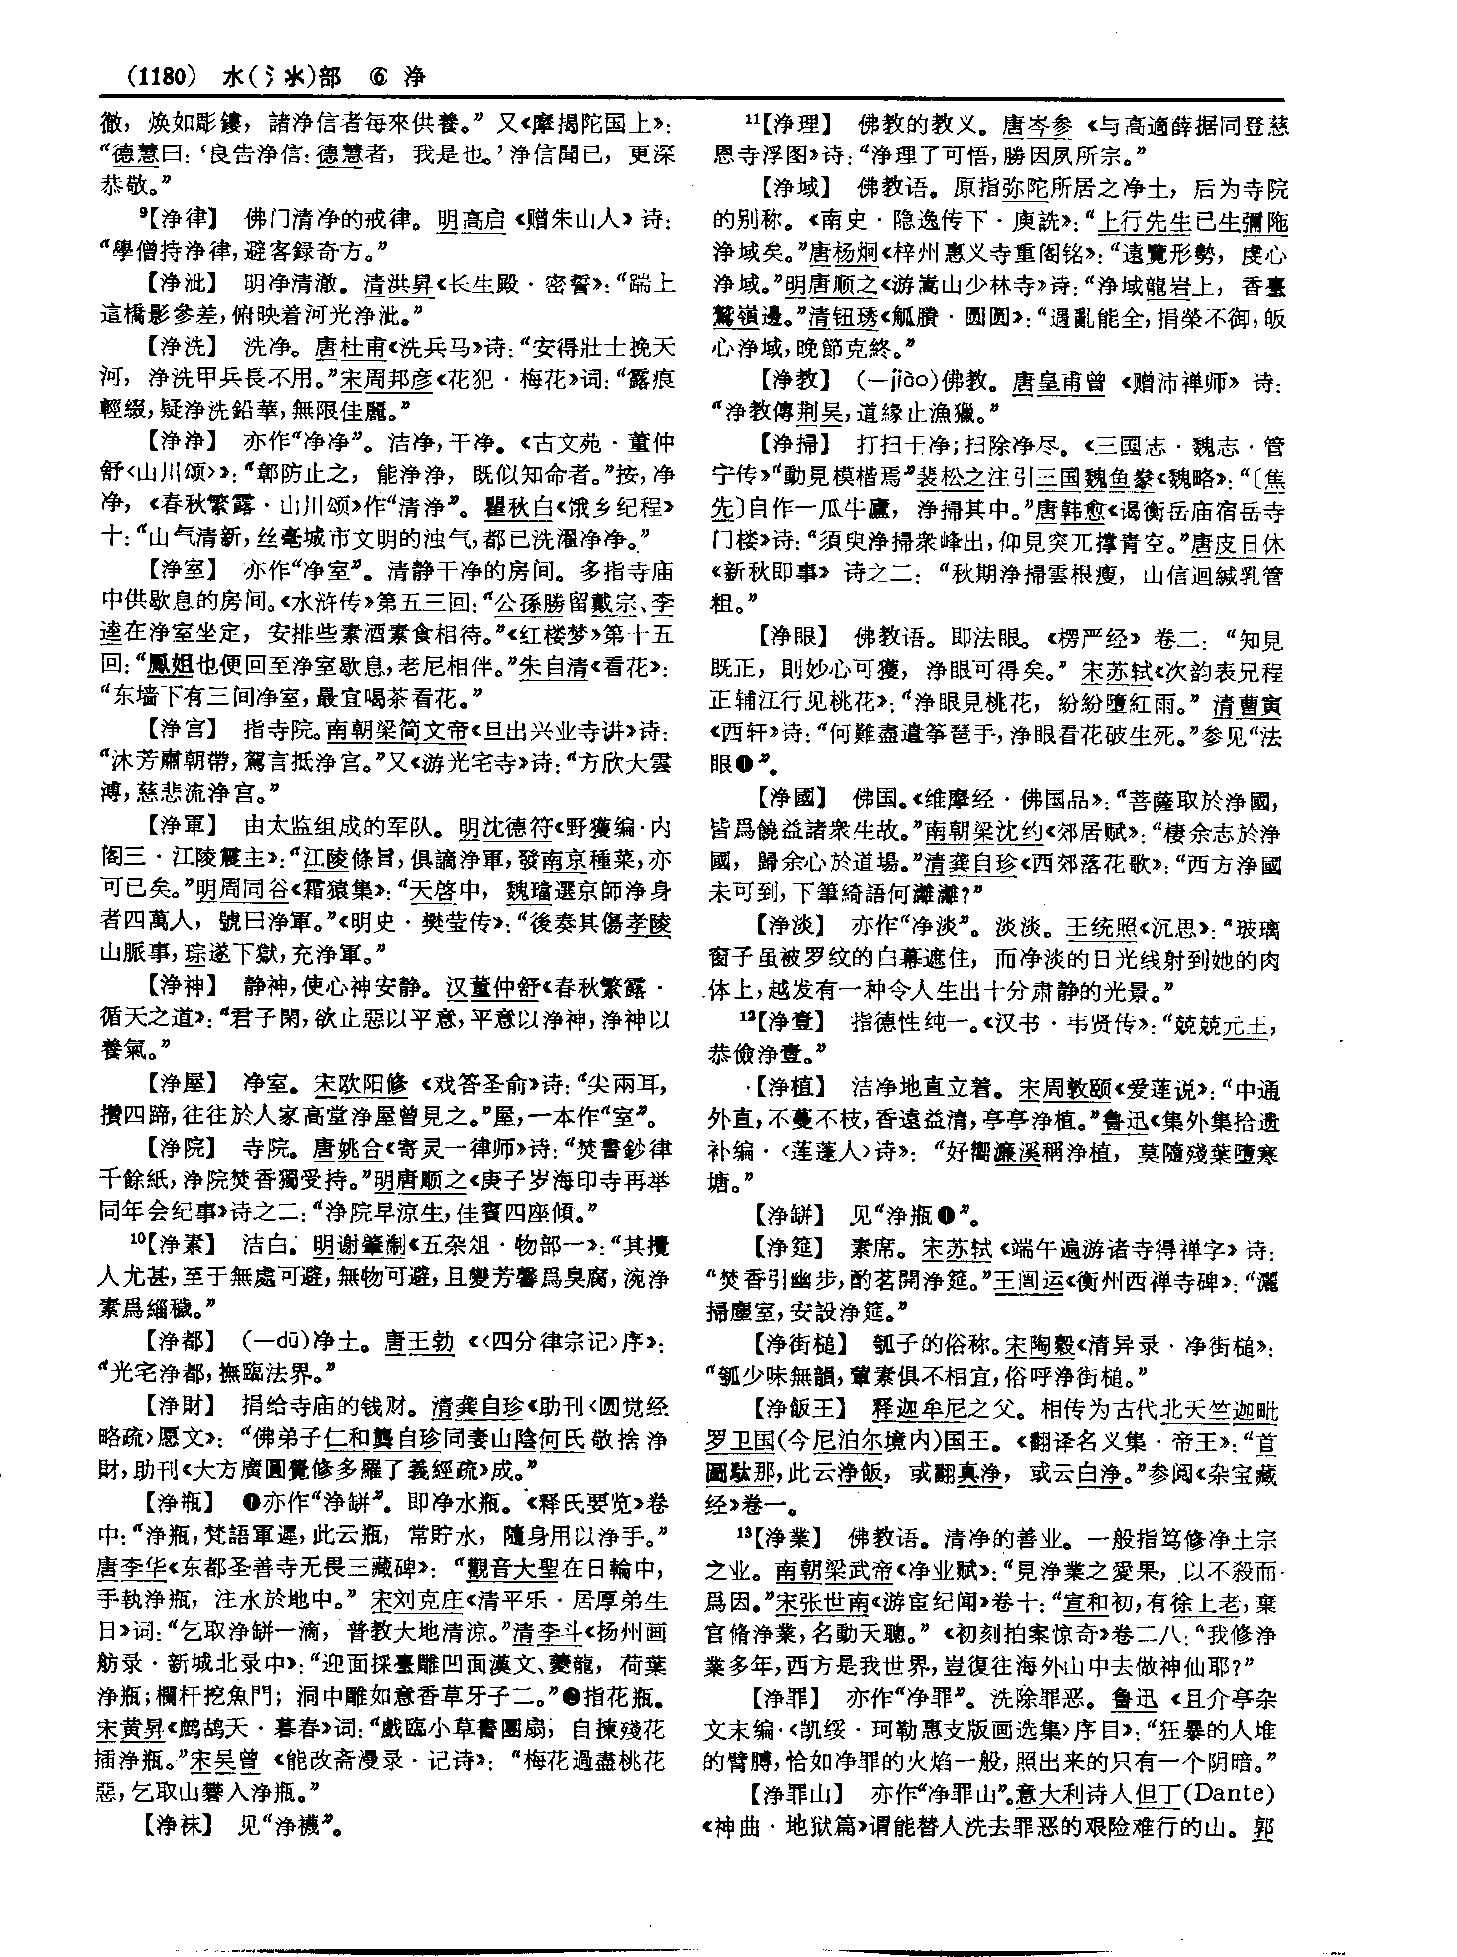 (1180) 水(氵氺)部 ⑥ 净
徹，焕如彫鏤，諸净信者每來供養。”又《摩揭陀国上》：
“德慧曰：‘良告净信：德慧者，我是也。’净信聞已，更深
恭敬。”
⁹【净律】 佛门清净的戒律。明高启《赠朱山人》诗：
“學僧持净律，避客録奇方。”
【净泚】 明净清澈。清洪昇《长生殿·密誓》：“踹上
這橋影參差，俯映着河光净泚。”
【净洗】 洗净。唐杜甫《洗兵马》诗：“安得壯士挽天
河，净洗甲兵長不用。”宋周邦彦《花犯·梅花》词：“露痕
輕綴，疑净洗鉛華，無限佳麗。”
【净净】 亦作“净净”。洁净，干净。《古文苑·董仲
舒〈山川颂〉》：“鄣防止之，能净净，既似知命者。”按，净
净，《春秋繁露·山川颂》作“清浄”。瞿秋白《饿乡纪程》
十：“山气清新，丝毫城市文明的浊气，都已洗濯净净。”
【净室】 亦作“净室”。清静干净的房间。多指寺庙
中供歇息的房间。《水浒传》第五三回：“公孫勝留戴宗、李
逵在净室坐定，安排些素酒素食相待。”《红楼梦》第十五
回：“鳳姐也便回至净室歇息，老尼相伴。”朱自清《看花》：
“东墙下有三间净室，最宜喝茶看花。”
【净宫】 指寺院。南朝梁简文帝《旦出兴业寺讲》诗：
“沐芳肅朝帶，駕言抵净宫。”又《游光宅寺》诗：“方欣大雲
溥，慈悲流净宫。”
【净軍】 由太监组成的军队。明沈德符《野獲编·内
阁三·江陵震主》：“江陵條旨，俱謫净軍，發南京種菜，亦
可已矣。”明周同谷《霜猿集》：“天啓中，魏璫選京師净身
者四萬人，號曰净軍。”《明史·樊莹传》：“後奏其傷孝陵
山脈事，琮遂下獄，充净軍。”
【净神】 静神，使心神安静。汉董仲舒《春秋繁露·
循天之道》：“君子閑，欲止惡以平意，平意以净神，净神以
養氣。”
【净屋】 净室。宋欧阳修《戏答圣俞》诗：“尖兩耳，
攢四蹄，往往於人家高堂净屋曾見之。”屋，一本作“室”。
【净院】 寺院。唐姚合《寄灵一律师》诗：“焚書鈔律
千餘紙，净院焚香獨受持。”明唐顺之《庚子岁海印寺再举
同年会纪事》诗之二：“净院早涼生，佳賓四座傾。”
¹⁰【净素】 洁白。明谢肇淛《五杂俎·物部一》：“其攪
人尤甚，至于無處可避，無物可避，且變芳馨爲臭腐，涴净
素爲緇穢。”
【净都】 (—dū)净土。唐王勃《〈四分律宗记〉序》：
“光宅净都，撫臨法界。”
【净財】 捐给寺庙的钱财。清龚自珍《助刊〈圆觉经
略疏〉愿文》：“佛弟子仁和龔自珍同妻山陰何氏敬捨净
財，助刊《大方廣圓覺修多羅了義經疏》成。”
【净瓶】 ❶亦作“净缾”。即净水瓶。《释氏要览》卷
中：“净瓶，梵語軍遲，此云瓶，常貯水，隨身用以净手。”
唐李华《东都圣善寺无畏三藏碑》：“觀音大聖在日輪中，
手執净瓶，注水於地中。”宋刘克庄《清平乐·居厚弟生
日》词：“乞取净缾一滴，普教大地清涼。”清李斗《扬州画
舫录·新城北录中》：“迎面採臺雕凹面漢文、夔龍，荷葉
净瓶；欄杆挖魚門；洞中雕如意香草牙子二。”❷指花瓶。
宋黄昇《鹧鸪天·暮春》词：“戲臨小草書團扇，自揀殘花
插净瓶。”宋吴曾《能改斋漫录·记诗》：“梅花過盡桃花
惡，乞取山礬入净瓶。”
【净袜】 见“净襪”。
¹¹【净理】 佛教的教义。唐岑参《与高適薛据同登慈
恩寺浮图》诗：“净理了可悟，勝因夙所宗。”
【净域】 佛教语。原指弥陀所居之净土，后为寺院
的别称。《南史·隐逸传下·庾詵》：“上行先生已生彌陁
净域矣。”唐杨炯《梓州惠义寺重阁铭》：“遠覽形勢，虔心
净域。”明唐顺之《游嵩山少林寺》诗：“净域龍岩上，香臺
鷲嶺邊。”清钮琇《觚賸·圆圆》：“遇亂能全，捐榮不御，皈
心净域，晚節克終。”
【净教】 (—jiào)佛教。唐皇甫曾《赠沛禅师》诗：
“净教傳荆吴，道緣止漁獵。”
【净掃】 打扫干净；扫除净尽。《三国志·魏志·管
宁传》“動見模楷焉”裴松之注引三国魏鱼豢《魏略》：“〔焦
先〕自作一瓜牛廬，净掃其中。”唐韩愈《谒衡岳庙宿岳寺
门楼》诗：“須臾净掃衆峰出，仰見突兀撑青空。”唐皮日休
《新秋即事》诗之二：“秋期净掃雲根瘦，山信迴緘乳管
粗。”
【净眼】 佛教语。即法眼。《楞严经》卷二：“知見
既正，則妙心可獲，净眼可得矣。”宋苏轼《次韵表兄程
正辅江行见桃花》：“净眼見桃花，紛紛墮紅雨。”清曹寅
《西轩》诗：“何難盡遣筝琶手，净眼看花破生死。”参见“法
眼❶”。
【净國】 佛国。《维摩经·佛国品》：“菩薩取於净國，
皆爲饒益諸衆生故。”南朝梁沈约《郊居赋》：“棲余志於净
國，歸余心於道場。”清龚自珍《西郊落花歌》：“西方净國
未可到，下筆綺語何灕灕？”
【净淡】 亦作“净淡”。淡淡。王统照《沉思》：“玻璃
窗子虽被罗纹的白幕遮住，而净淡的日光线射到她的肉
体上，越发有一种令人生出十分肃静的光景。”
¹²【净壹】 指德性纯一。《汉书·韦贤传》：“兢兢元王，
恭儉净壹。”
【净植】 洁净地直立着。宋周敦颐《爱莲说》：“中通
外直，不蔓不枝，香遠益清，亭亭净植。”鲁迅《集外集拾遗
补编·〈莲蓬人〉诗》：“好嚮濂溪稱净植，莫隨殘葉墮寒
塘。”
【净缾】 见“净瓶❶”。
【净筵】 素席。宋苏轼《端午遍游诸寺得禅字》诗：
“焚香引幽步，酌茗開净筵。”王闿运《衡州西禅寺碑》：“灑
掃塵室，安設净筵。”
【净街槌】 瓠子的俗称。宋陶穀《清异录·净街槌》：
“瓠少味無韻，葷素俱不相宜，俗呼净街槌。”
【净飯王】 释迦牟尼之父。相传为古代北天竺迦毗
罗卫国(今尼泊尔境内)国王。《翻译名义集·帝王》：“首
圖駄那，此云净飯，或翻真净，或云白净。”参阅《杂宝藏
经》卷一。
¹³【净業】 佛教语。清净的善业。一般指笃修净土宗
之业。南朝梁武帝《净业赋》：“見净業之愛果，以不殺而
爲因。”宋张世南《游宦纪闻》卷十：“宣和初，有徐上老，棄
官脩净業，名動天聰。”《初刻拍案惊奇》卷二八：“我修净
業多年，西方是我世界，豈復往海外山中去做神仙耶？”
【净罪】 亦作“净罪”。洗除罪恶。鲁迅《且介亭杂
文末编·〈凯绥·珂勒惠支版画选集〉序目》：“狂暴的人堆
的臂膊，恰如净罪的火焰一般，照出来的只有一个阴暗。”
【净罪山】 亦作“净罪山”。意大利诗人但丁(Dante)
《神曲·地狱篇》谓能替人洗去罪恶的艰险难行的山。郭